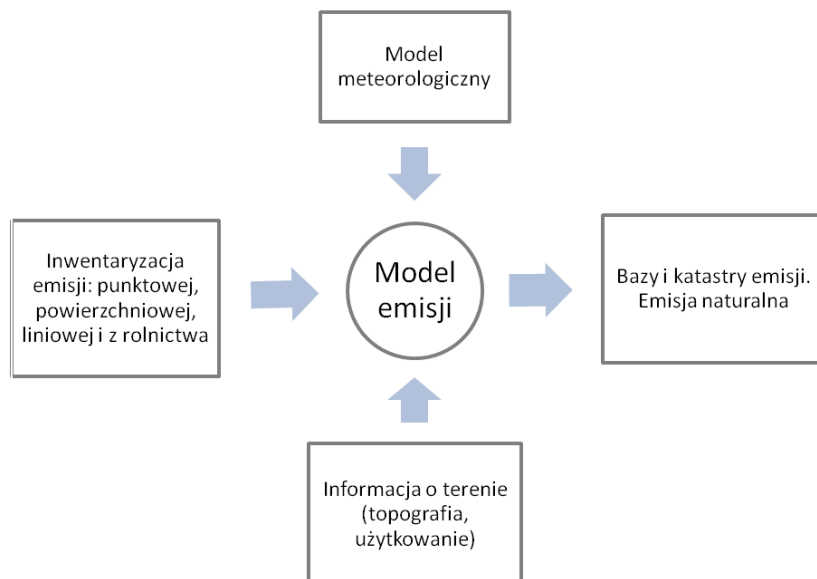 Model
meteorologiczny
Inwentaryzacja
emisji: punktowej,
powierzchniowej,
liniowej i z rolnictwa
Model
emisji
Bazy i katastry emisji.
Emisja naturalna
Informacja o terenie
(topografia,
użytkowanie)